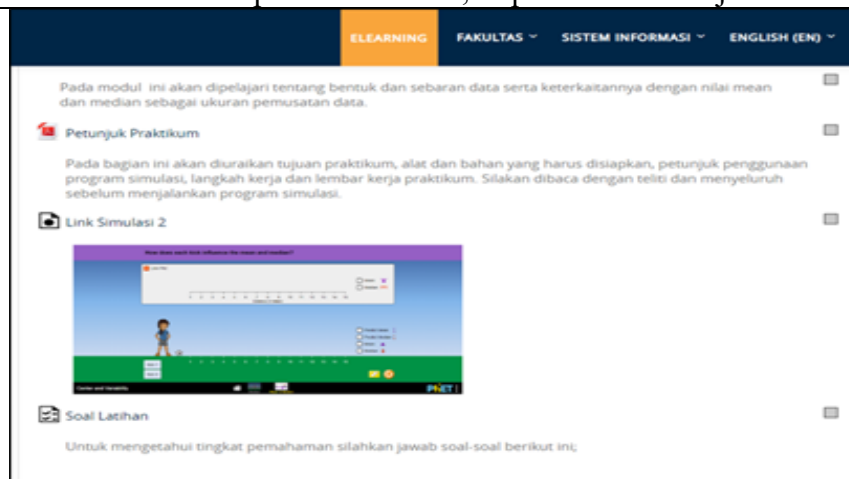 ELEARNING FAKULTAS SISTEM INFORMASI ENGLISH (EN)
Pada modul ini akan dipelajari tentang bentuk dan sebaran data serta keterkaitannya dengan nilai mean
dan median sebagai ukuran pemusatan data.
Petunjuk Praktikum
Pada bagian ini akan diuraikan tujuan praktikum, alat dan bahan yang harus disiapkan, petunjuk penggunaan
program simulasi, langkah kerja dan lembar kerja praktikum. Silakan dibaca dengan teliti dan menyeluruh
sebelum menjalankan program simulasi.
Link Simulasi 2
How does each kick influence the mean and median?
Center and Variability
PhET
Soal Latihan
Untuk mengetahui tingkat pemahaman silahkan jawab soal-soal berikut ini;